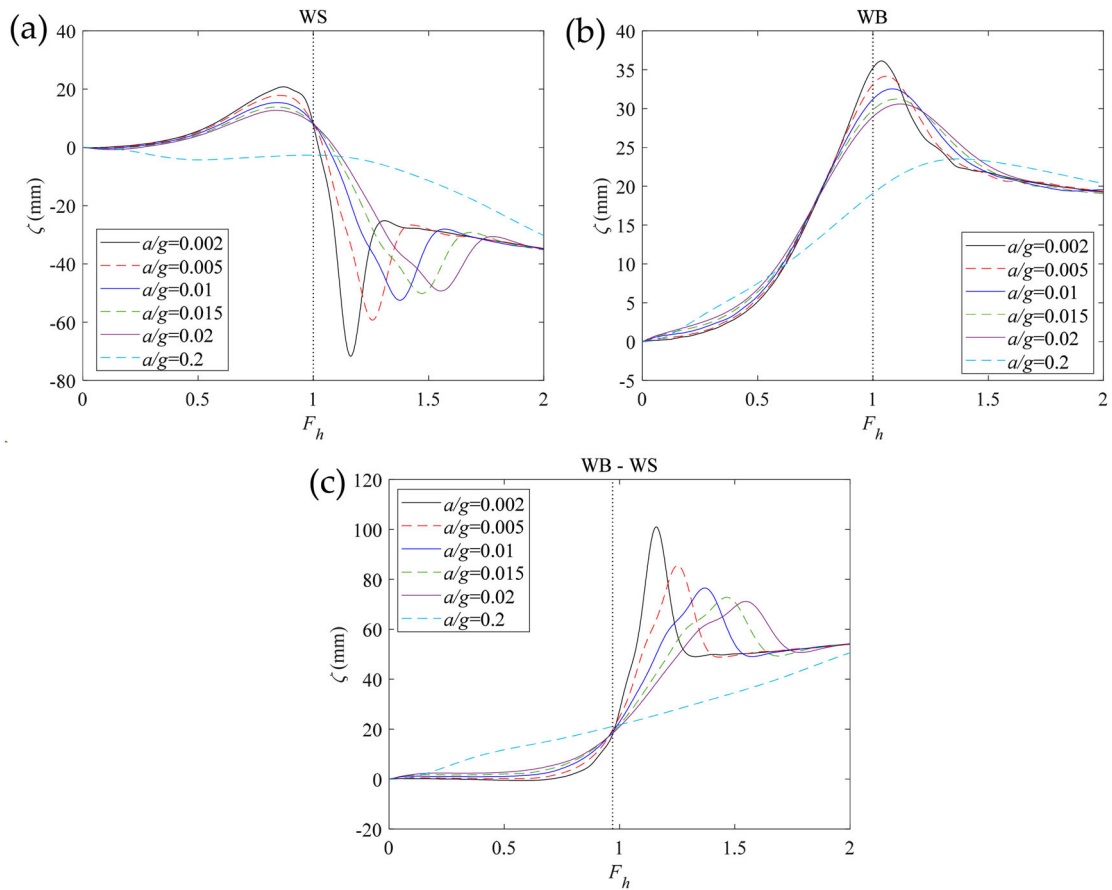 (a)
WS
40
20
0
-20
-40
-60
-80
ζ (mm)
a/g=0.002
a/g=0.005
a/g=0.01
a/g=0.015
a/g=0.02
a/g=0.2
0 0.5 1 1.5 2
F_h
(b)
WB
40
35
30
25
20
15
10
5
0
-5
ζ (mm)
a/g=0.002
a/g=0.005
a/g=0.01
a/g=0.015
a/g=0.02
a/g=0.2
0 0.5 1 1.5 2
F_h
(c)
WB - WS
120
100
80
60
40
20
0
-20
ζ (mm)
a/g=0.002
a/g=0.005
a/g=0.01
a/g=0.015
a/g=0.02
a/g=0.2
0 0.5 1 1.5 2
F_h